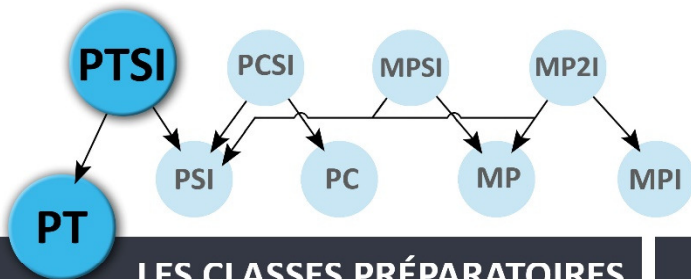 PTSI
PCSI
MPSI
MP2I
PSI
PC
MP
MPI
PT
LES CLASSES PRÉPARATOIRES